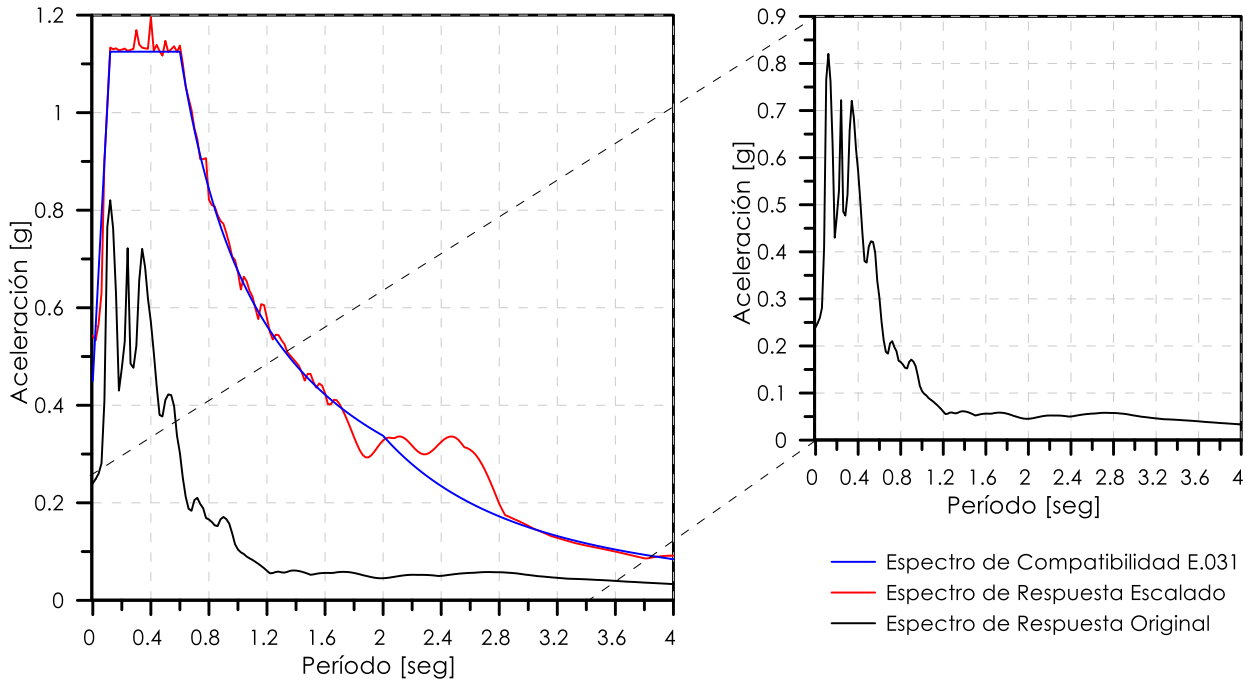 1.2
1
0.8
0.6
0.4
0.2
0
Aceleración [g]
0 0.4 0.8 1.2 1.6 2 2.4 2.8 3.2 3.6 4
Período [seg]
0.9
0.8
0.7
0.6
0.5
0.4
0.3
0.2
0.1
0
Aceleración [g]
0 0.4 0.8 1.2 1.6 2 2.4 2.8 3.2 3.6 4
Período [seg]
Espectro de Compatibilidad E.031
Espectro de Respuesta Escalado
Espectro de Respuesta Original